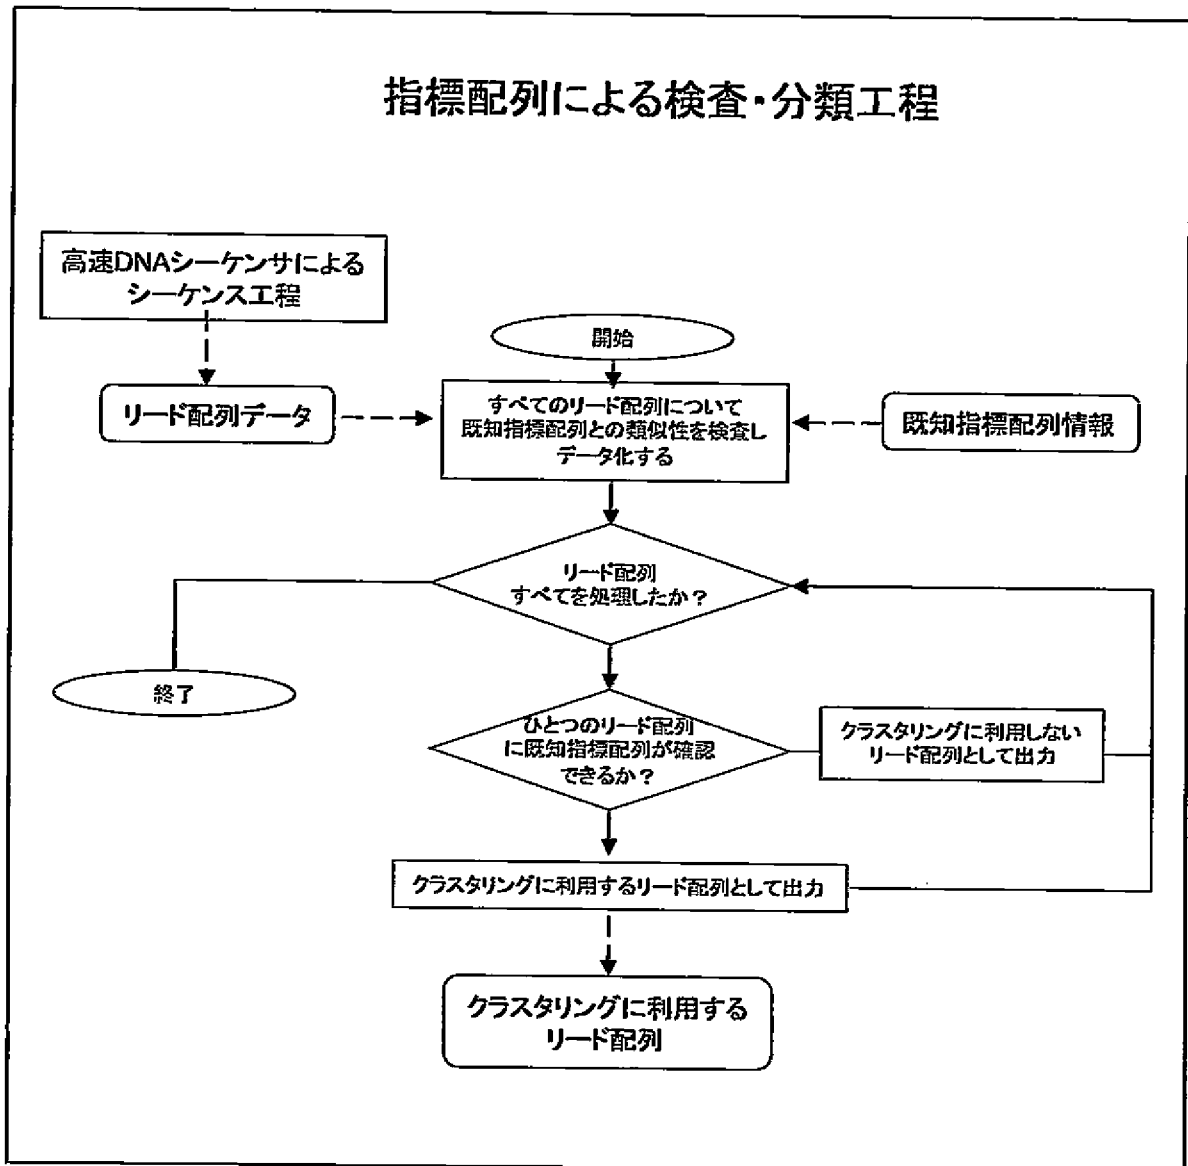 指標配列による検査・分類工程
高速DNAシーケンサによる
シーケンス工程
開始
リード配列データ
すべてのリード配列について
既知指標配列との類似性を検査し
データ化する
既知指標配列情報
リード配列
すべてを処理したか？
終了
ひとつのリード配列
に既知指標配列が確認
できるか？
クラスタリングに利用しない
リード配列として出力
クラスタリングに利用するリード配列として出力
クラスタリングに利用する
リード配列